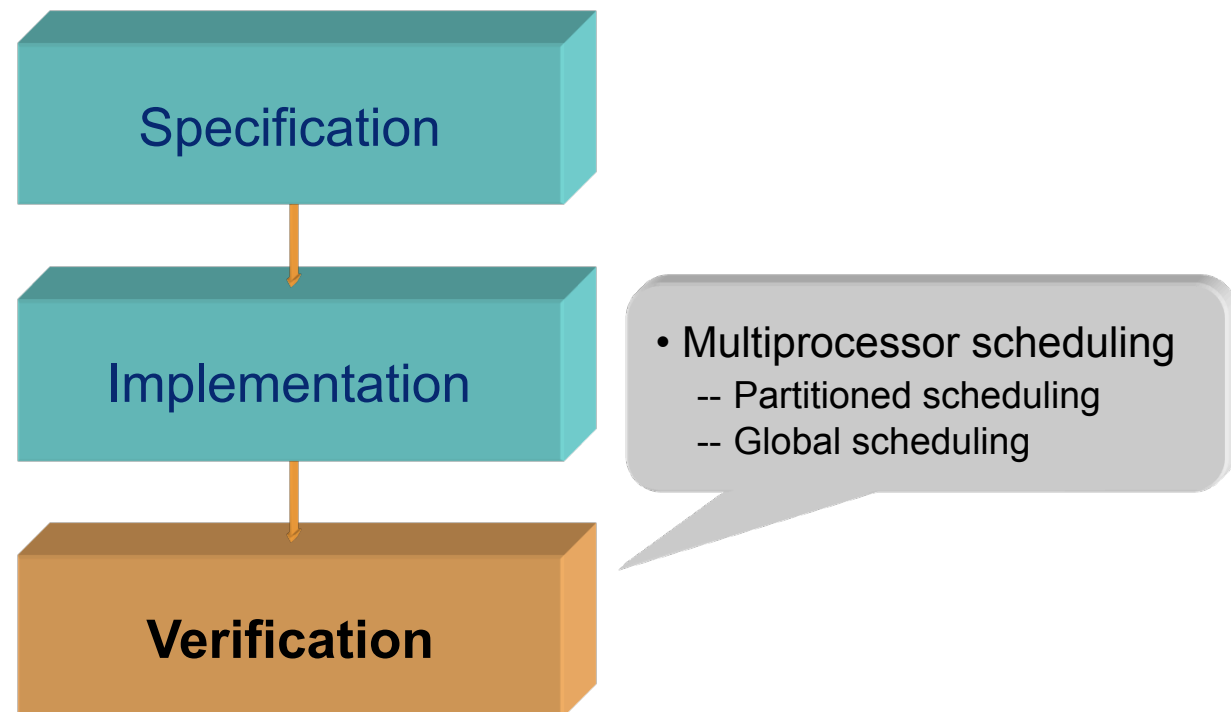 Specification
Implementation
• Multiprocessor scheduling
-- Partitioned scheduling
-- Global scheduling
Verification